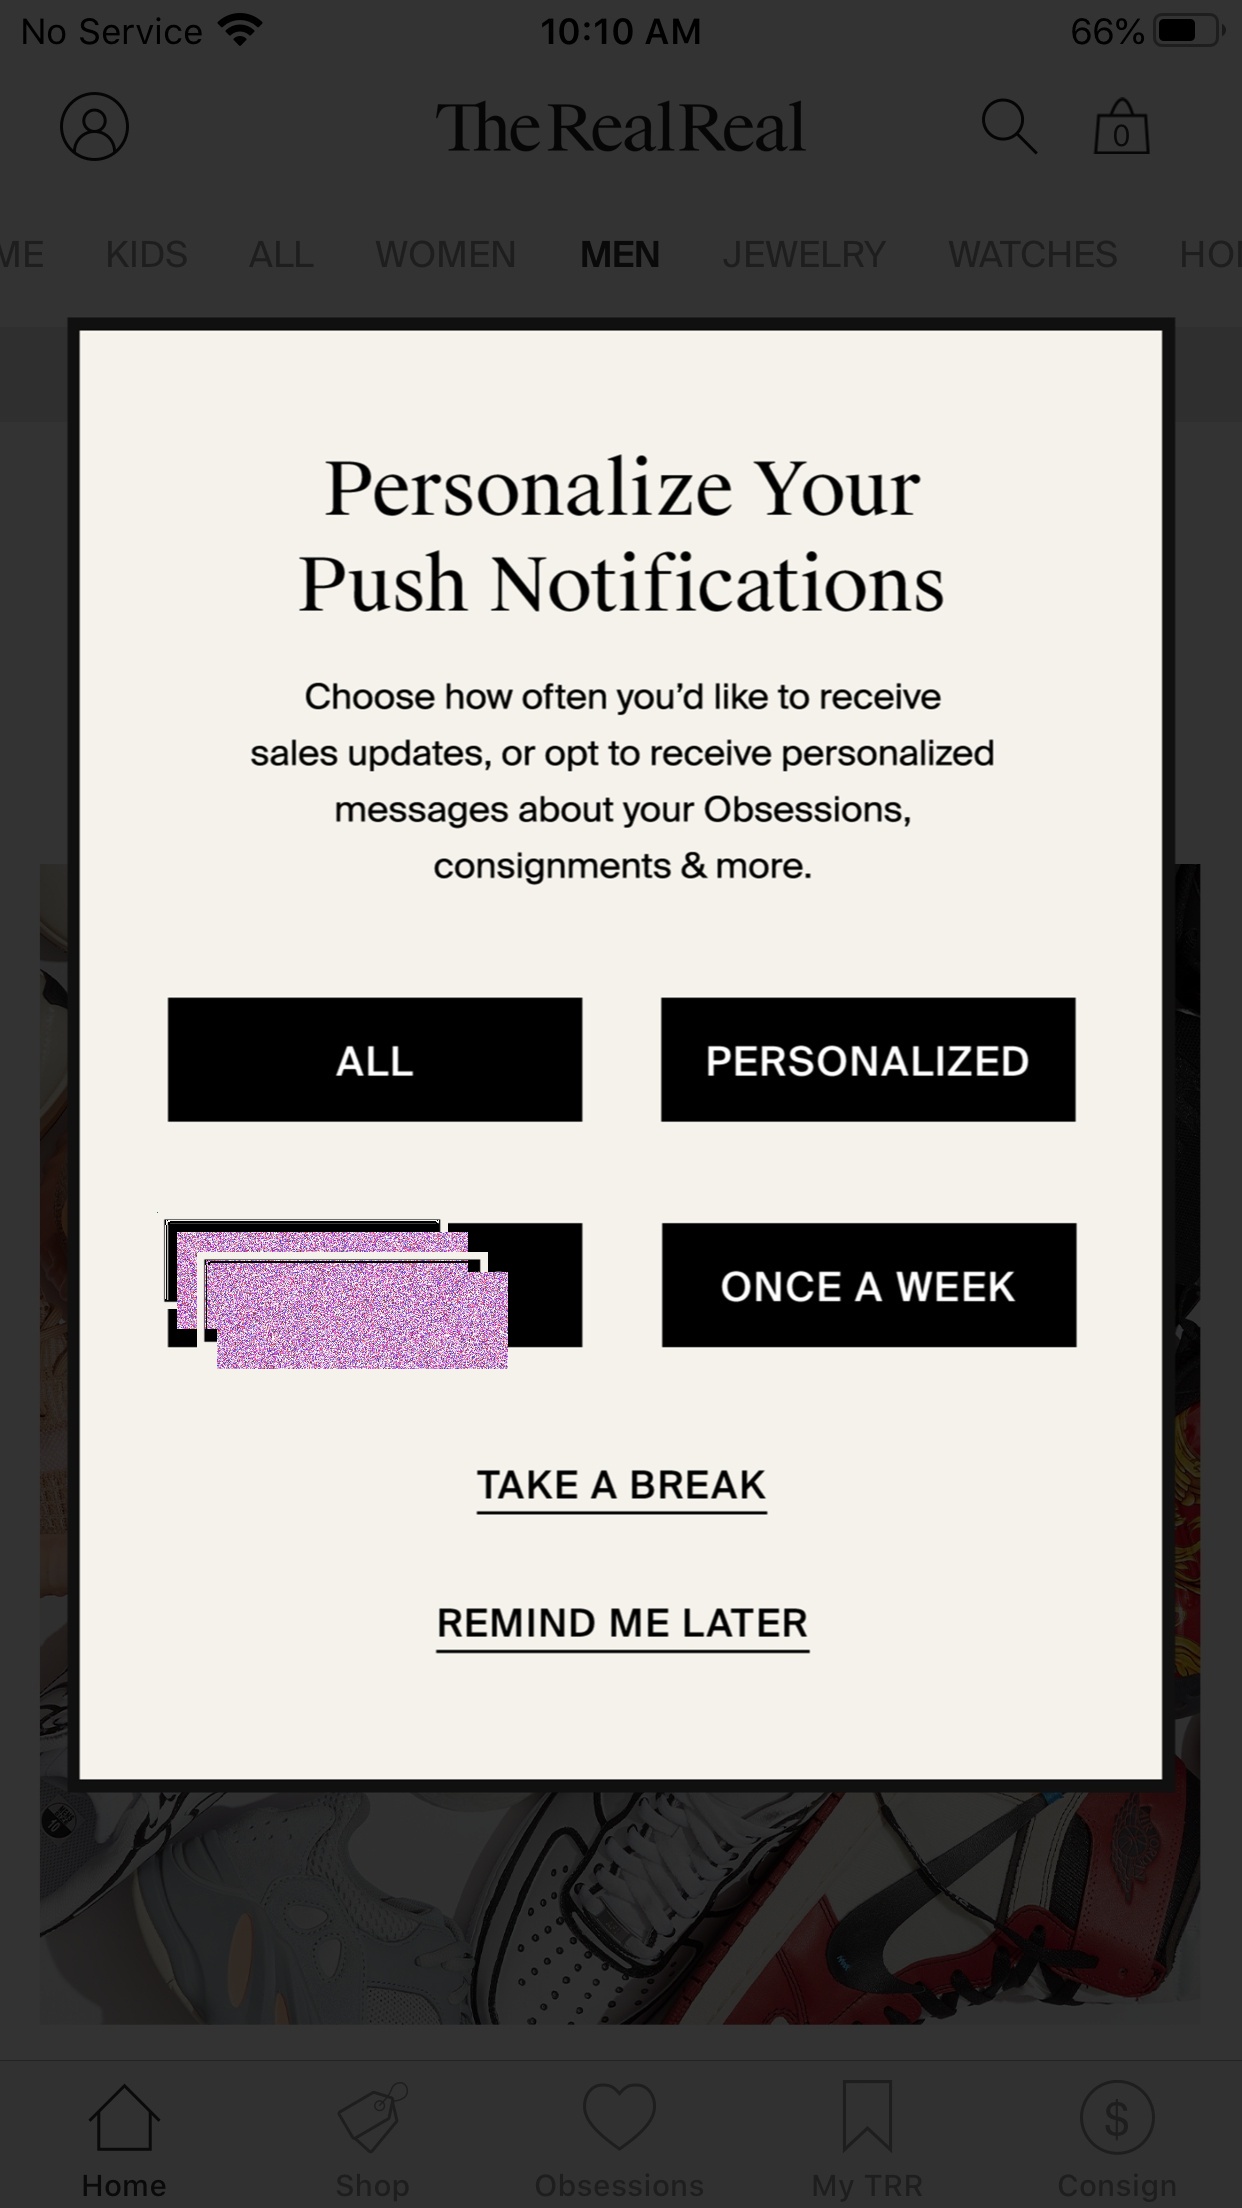 No Service 10:10 AM 66%
The RealReal 0
ME KIDS ALL WOMEN MEN JEWELRY WATCHES HO
Personalize Your
Push Notifications
Choose how often you’d like to receive
sales updates, or opt to receive personalized
messages about your Obsessions,
consignments & more.
ALL PERSONALIZED
ONCE A WEEK
TAKE A BREAK
REMIND ME LATER
Home Shop Obsessions My TRR Consign